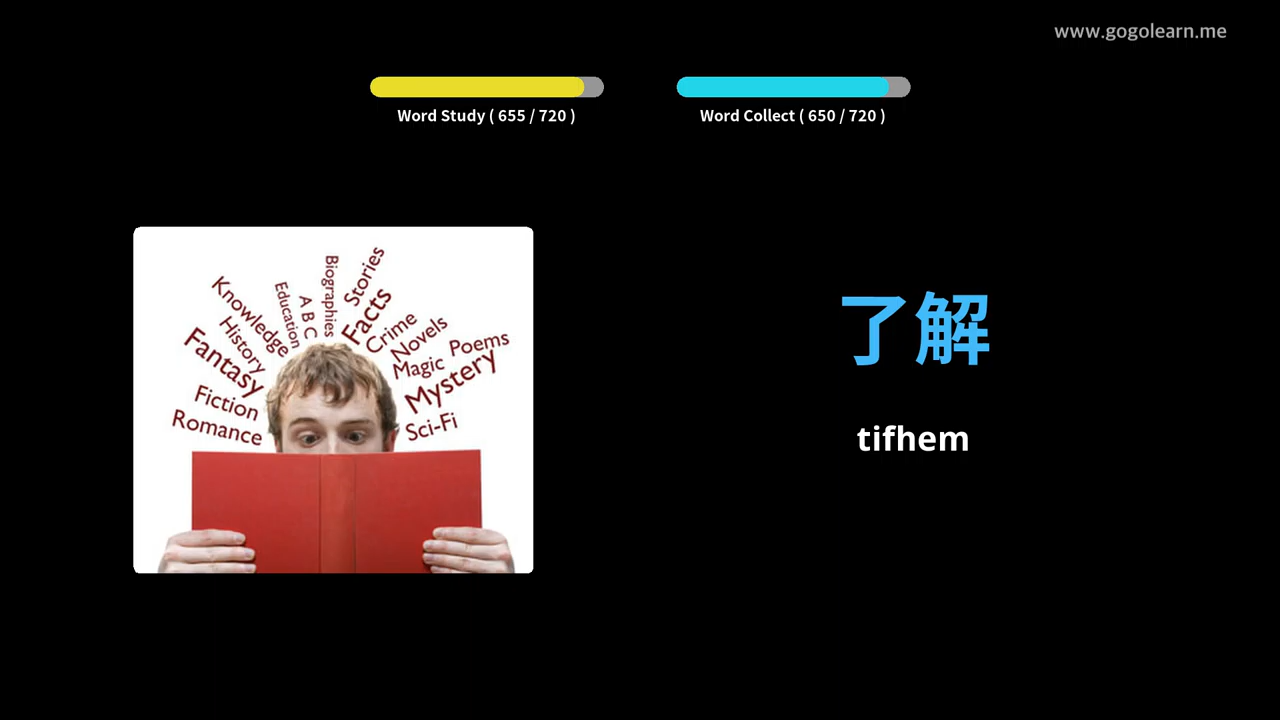 www.gogolearn.me
Word Study ( 655 / 720 )
Word Collect ( 650 / 720 )
Knowledge
History
Fantasy
Fiction
Romance
Education
A B C
Biographies
Stories
Facts
Crime
Novels
Magic
Poems
Mystery
Sci-Fi
了解
tifhem